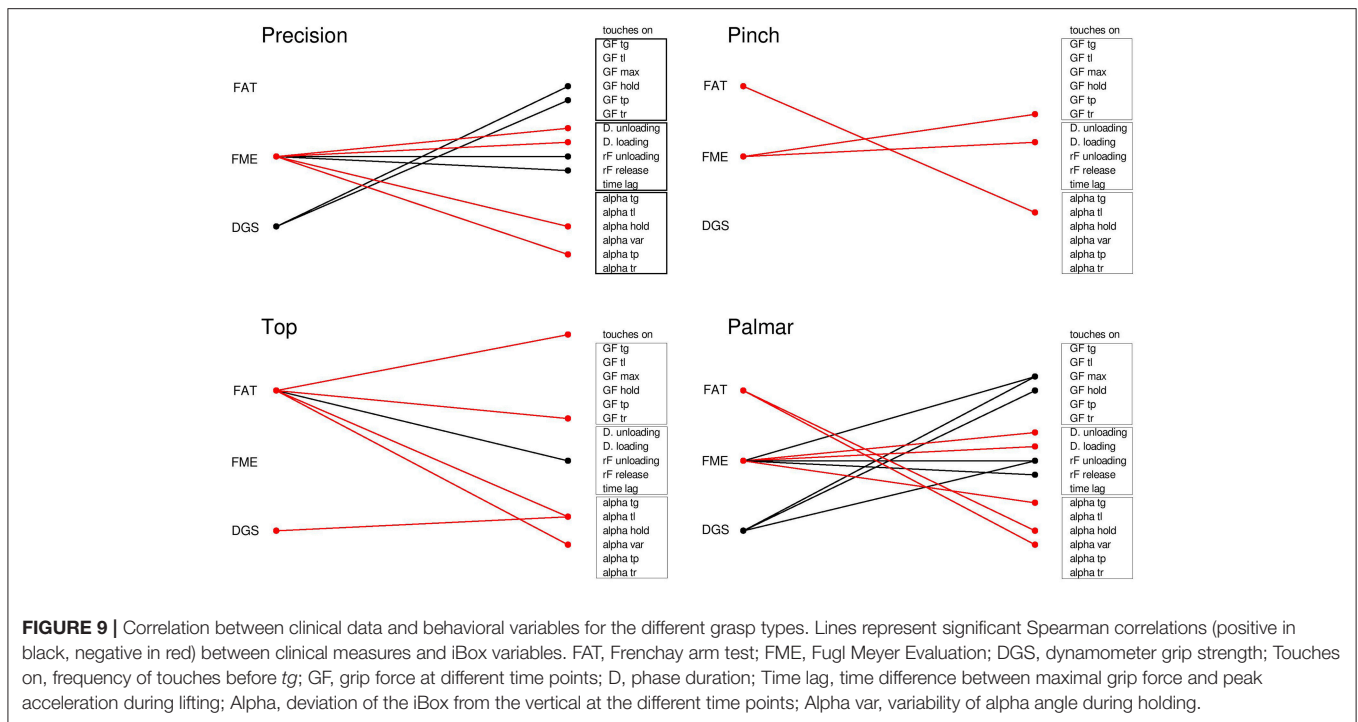 Precision
FAT
FME
DGS
touches on
GF tg
GF tl
GF max
GF hold
GF tp
GF tr
D. unloading
D. loading
rF unloading
rF release
time lag
alpha tg
alpha tl
alpha hold
alpha var
alpha tp
alpha tr
Pinch
FAT
FME
DGS
touches on
GF tg
GF tl
GF max
GF hold
GF tp
GF tr
D. unloading
D. loading
rF unloading
rF release
time lag
alpha tg
alpha tl
alpha hold
alpha var
alpha tp
alpha tr
Top
FAT
FME
DGS
touches on
GF tg
GF tl
GF max
GF hold
GF tp
GF tr
D. unloading
D. loading
rF unloading
rF release
time lag
alpha tg
alpha tl
alpha hold
alpha var
alpha tp
alpha tr
Palmar
FAT
FME
DGS
touches on
GF tg
GF tl
GF max
GF hold
GF tp
GF tr
D. unloading
D. loading
rF unloading
rF release
time lag
alpha tg
alpha tl
alpha hold
alpha var
alpha tp
alpha tr
FIGURE 9 | Correlation between clinical data and behavioral variables for the different grasp types. Lines represent significant Spearman correlations (positive in
black, negative in red) between clinical measures and iBox variables. FAT, Frenchay arm test; FME, Fugl Meyer Evaluation; DGS, dynamometer grip strength; Touches
on, frequency of touches before tg; GF, grip force at different time points; D, phase duration; Time lag, time difference between maximal grip force and peak
acceleration during lifting; Alpha, deviation of the iBox from the vertical at the different time points; Alpha var, variability of alpha angle during holding.